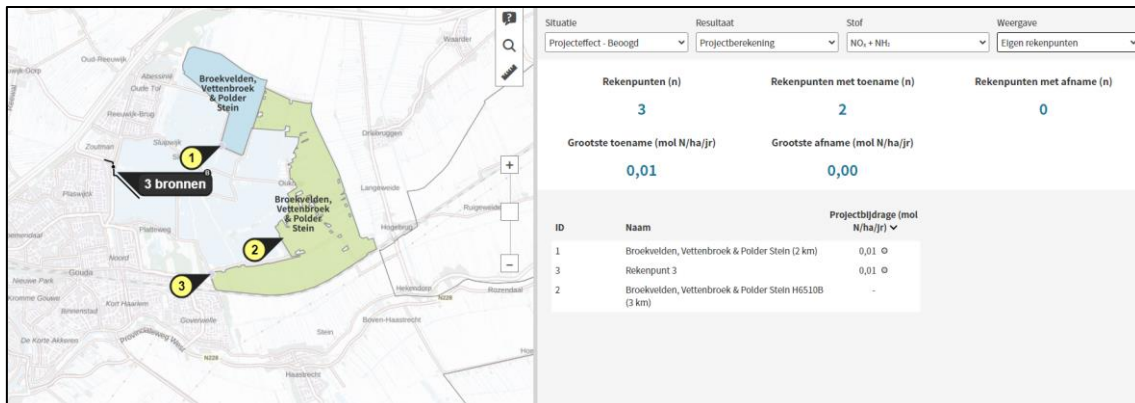 Oud-Reeuwijk
Waarder
Abessinië
Oude Tol
Broekvelden,
Vettenbroek
& Polder
Stein
Reeuwijk-Brug
Driebruggen
Sluipwijk
Zoutman
1
3 bronnen
Plaswijck
Langeweide
Broekvelden,
Vettenbroek
& Polder
Stein
Ruigeweide
Platteweg
2
Hogebrug
Noord
Gouda
3
Nieuwe Park
Hekendorp
N228
Rozendaal
Kromme Gouwe
Kort Haarlem
Binnenstad
Goverwelle
Boven-Haastrecht
De Korte Akkeren
Provincialeweg West
Stein
N228
Haastrecht
Situatie
Resultaat
Stof
Weergave
Projecteffect - Beoogd
Projectberekening
NOₓ + NH₃
Eigen rekenpunten
Rekenpunten (n)
Rekenpunten met toename (n)
Rekenpunten met afname (n)
3
2
0
Grootste toename (mol N/ha/jr)
Grootste afname (mol N/ha/jr)
0,01
0,00
Projectbijdrage (mol
ID
Naam
N/ha/jr)
1
Broekvelden, Vettenbroek & Polder Stein (2 km)
0,01
3
Rekenpunt 3
0,01
2
Broekvelden, Vettenbroek & Polder Stein H6510B
-
(3 km)